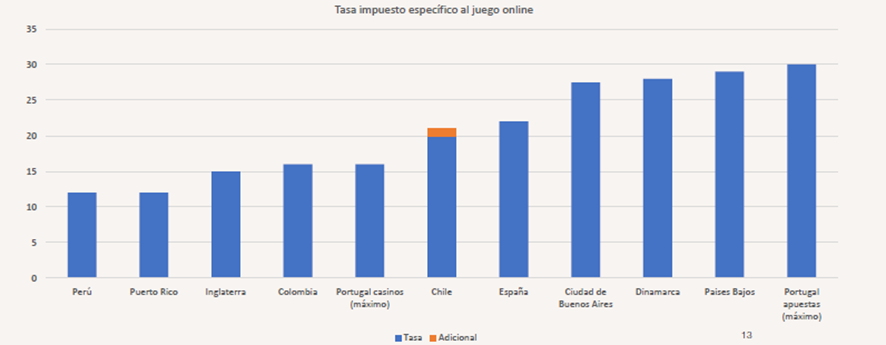 Tasa impuesto específico al juego online
35
30
25
20
15
10
5
0
Perú
Puerto Rico
Inglaterra
Colombia
Portugal casinos
(máximo)
Chile
España
Ciudad de
Buenos Aires
Dinamarca
Países Bajos
Portugal
apuestas
(máximo)
Tasa
Adicional
13